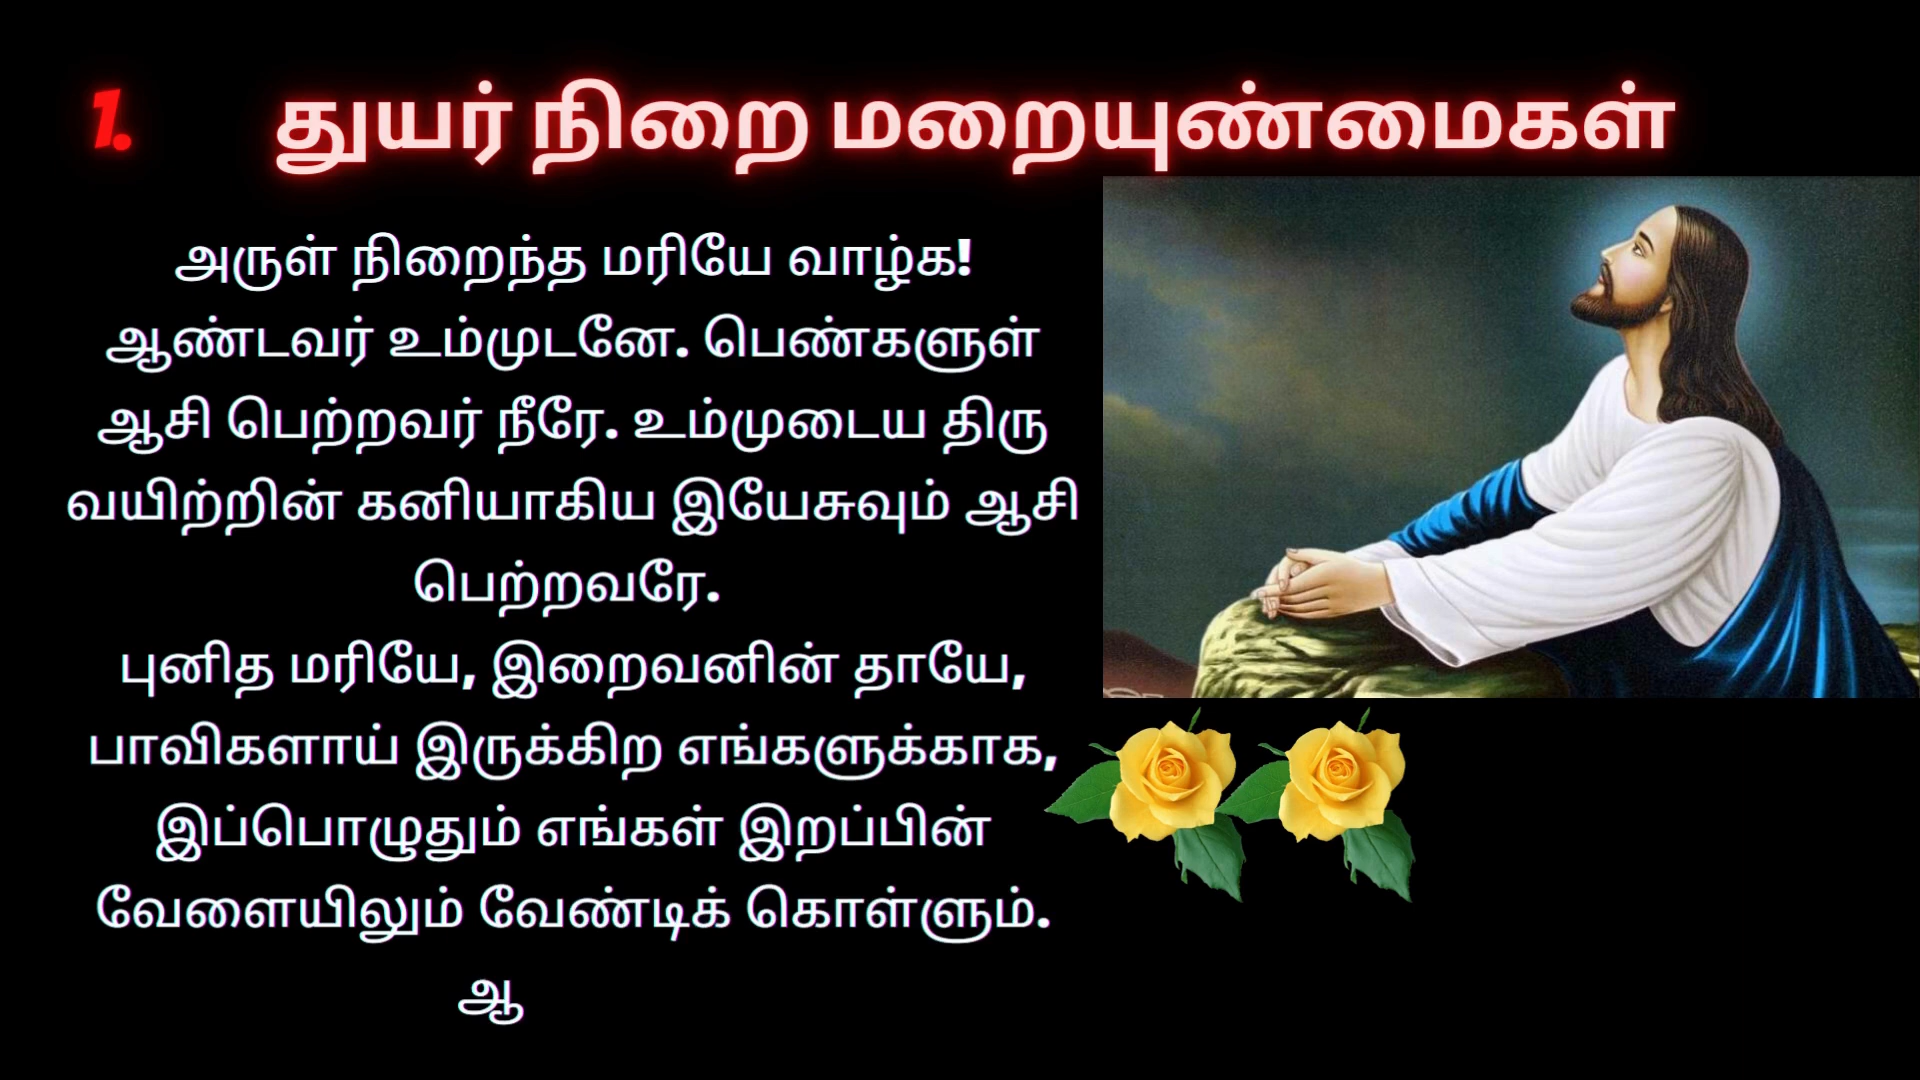 1. துயர் நிறை மறையுண்மைகள்
அருள் நிறைந்த மரியே வாழ்க!
ஆண்டவர் உம்முடனே. பெண்களுள்
ஆசி பெற்றவர் நீரே. உம்முடைய திரு
வயிற்றின் கனியாகிய இயேசுவும் ஆசி
பெற்றவரே.
புனித மரியே, இறைவனின் தாயே,
பாவிகளாய் இருக்கிற எங்களுக்காக,
இப்பொழுதும் எங்கள் இறப்பின்
வேளையிலும் வேண்டிக் கொள்ளும்.
ஆ